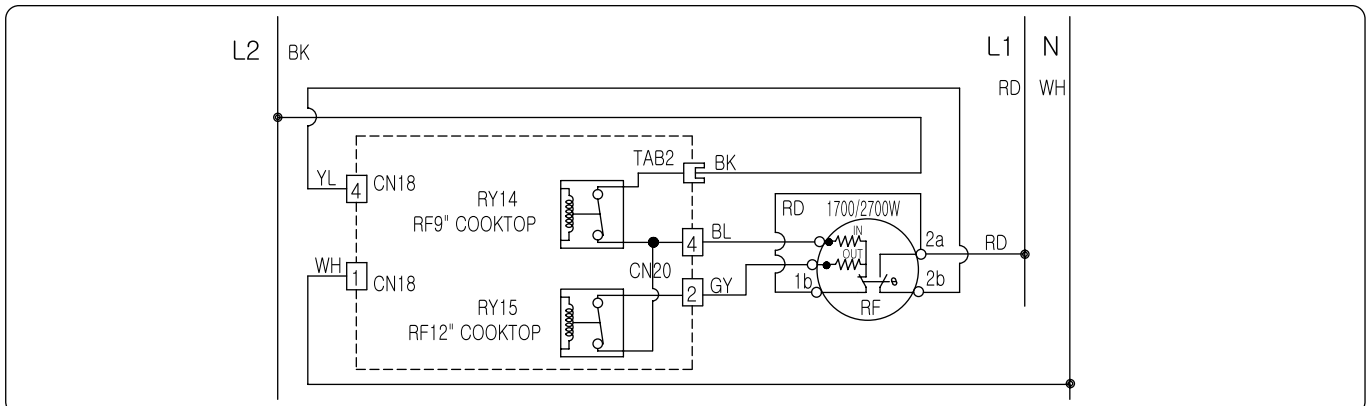 L2 BK
L1 N
RD WH
TAB2 BK
YL 4 CN18
RY14
RF9" COOKTOP
RD 1700/2700W
IN
4 BL
OUT
2a RD
WH 1 CN18
CN20
2 GY
1b θ 2b
RY15
RF
RF12" COOKTOP